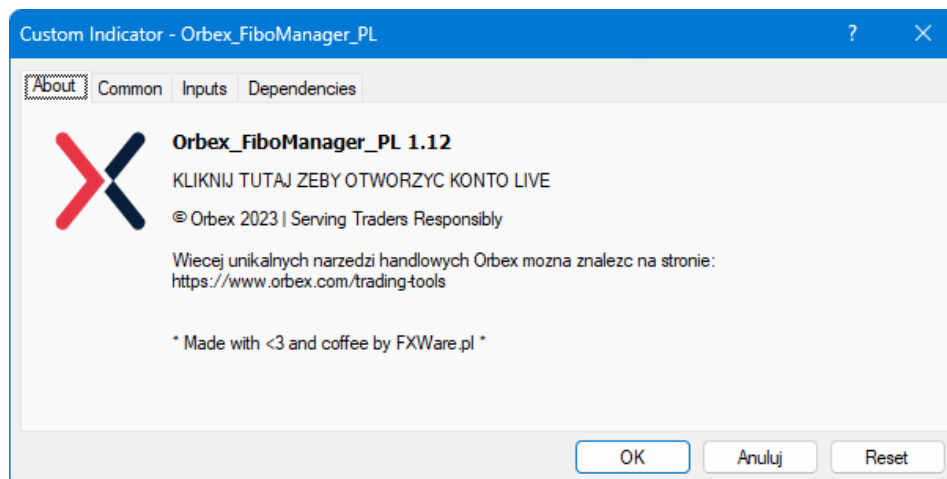 Custom Indicator - Orbex_FiboManager_PL ? ×
About Common Inputs Dependencies
Orbex_FiboManager_PL 1.12
KLIKNIJ TUTAJ ZEBY OTWORZYC KONTO LIVE
© Orbex 2023 | Serving Traders Responsibly
Wiecej unikalnych narzedzi handlowych Orbex mozna znalezc na stronie:
https://www.orbex.com/trading-tools
* Made with <3 and coffee by FXWare.pl *
OK Anuluj Reset